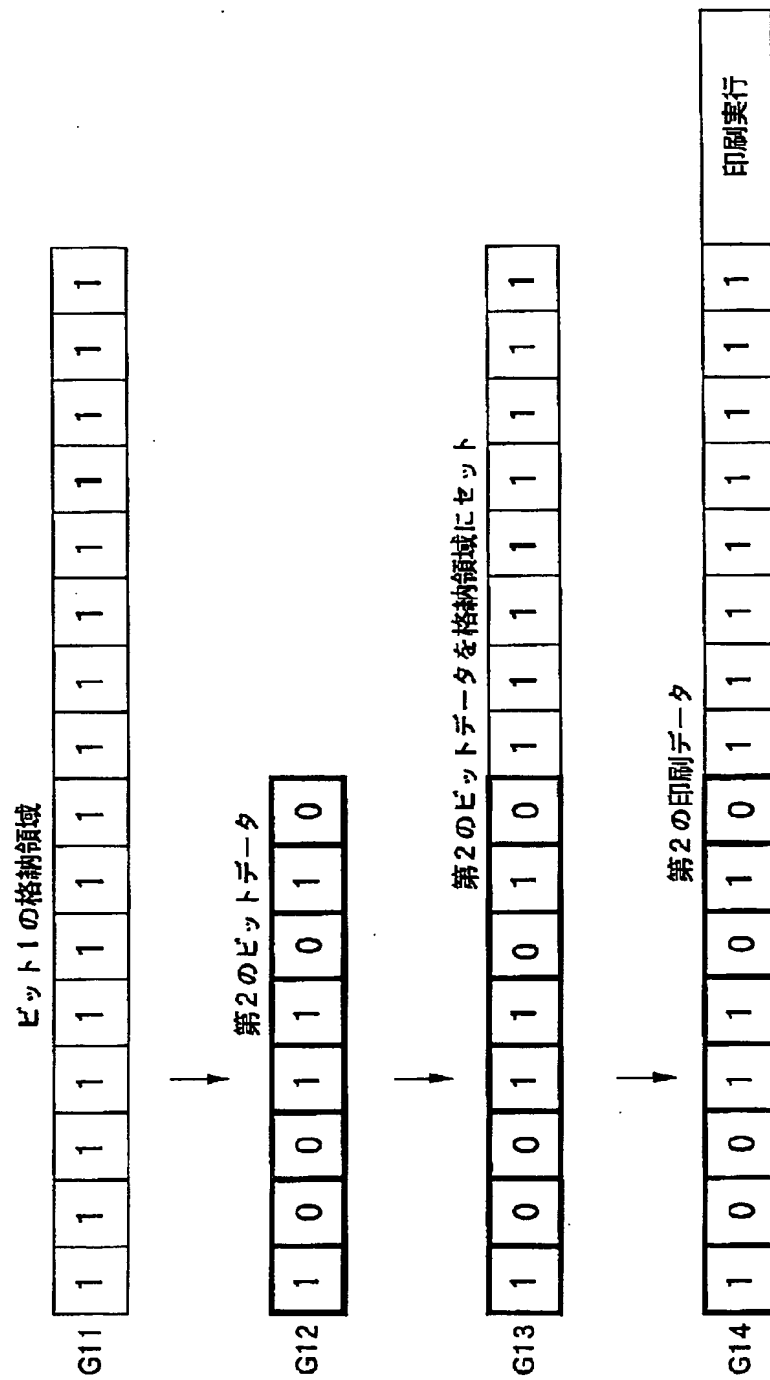 ビット1の格納領域
G11 1 1 1 1 1 1 1 1 1 1 1 1 1 1 1 1
第2のビットデータ
G12 1 0 0 1 1 0 1 0
第2のビットデータを格納領域にセット
G13 1 0 0 1 1 0 1 0 1 1 1 1 1 1 1 1
第2の印刷データ
G14 1 0 0 1 1 0 1 0 1 1 1 1 1 1 1 1 印刷実行